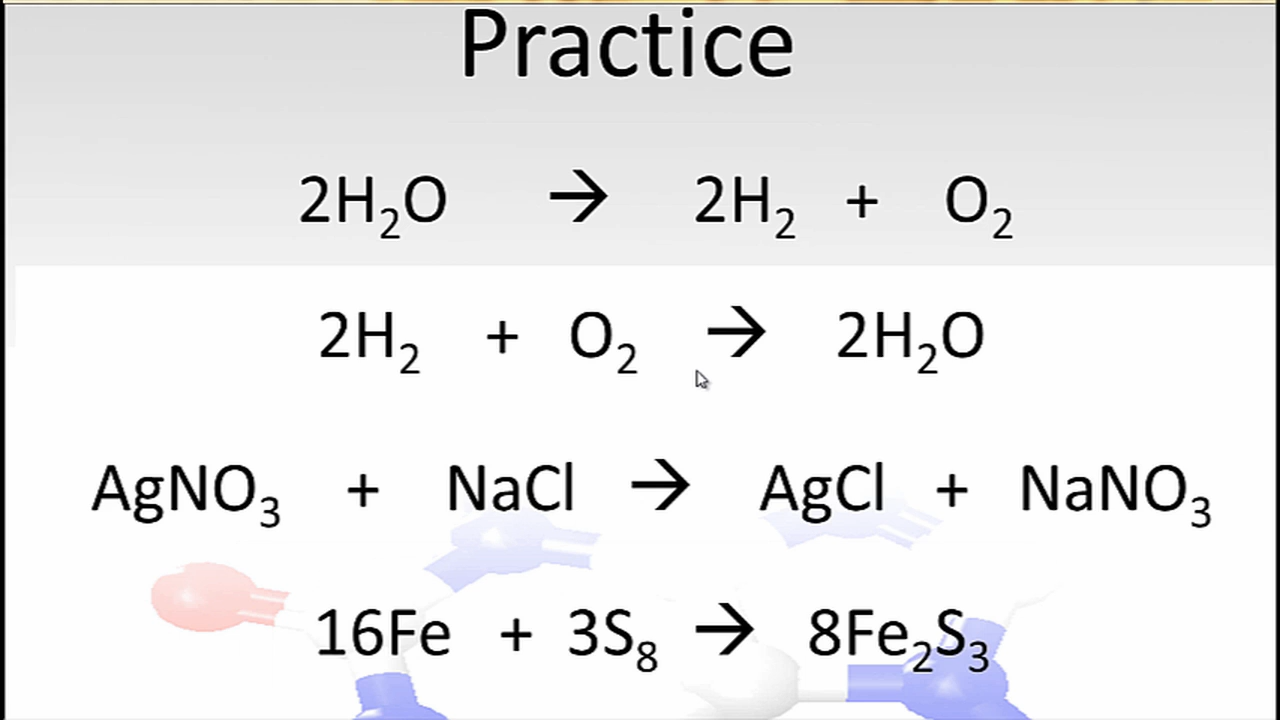 Practice
2H₂O → 2H₂ + O₂
2H₂ + O₂ → 2H₂O
AgNO₃ + NaCl → AgCl + NaNO₃
16Fe + 3S₈ → 8Fe₂S₃